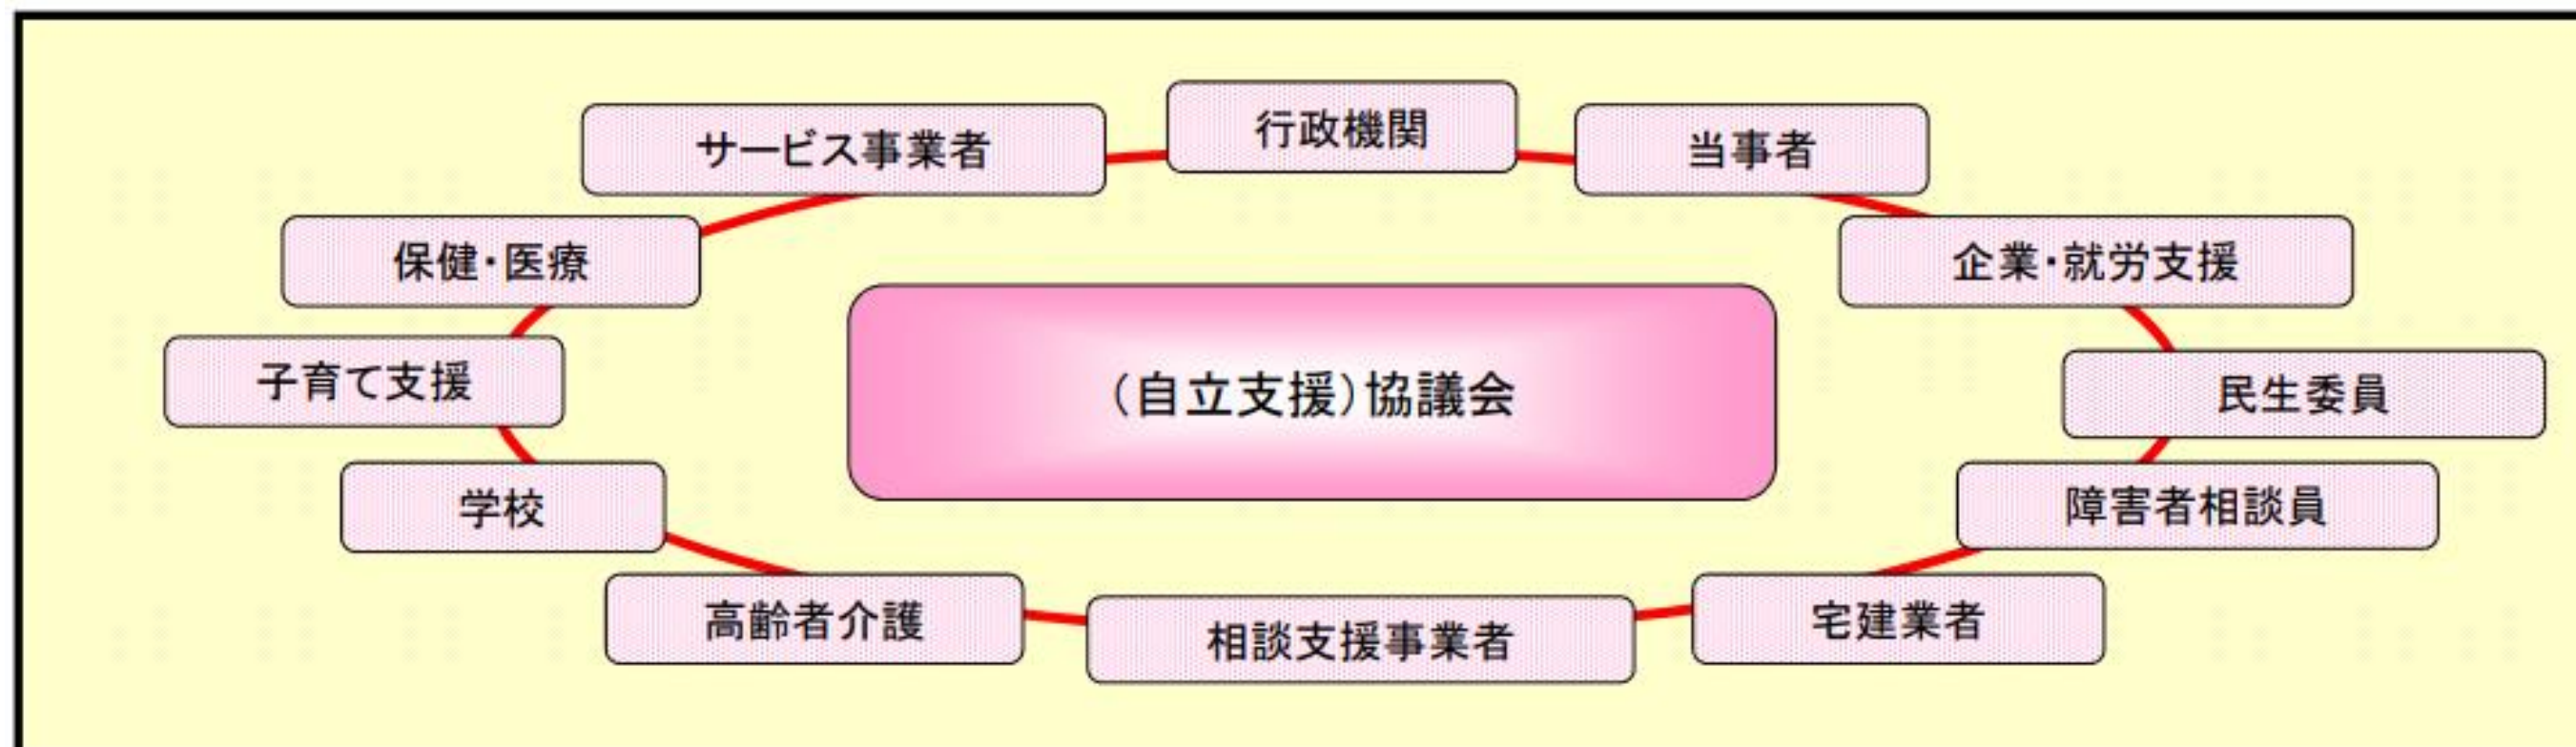 行政機関
サービス事業者
当事者
保健・医療
企業・就労支援
子育て支援
（自立支援）協議会
民生委員
学校
障害者相談員
高齢者介護
相談支援事業者
宅建業者